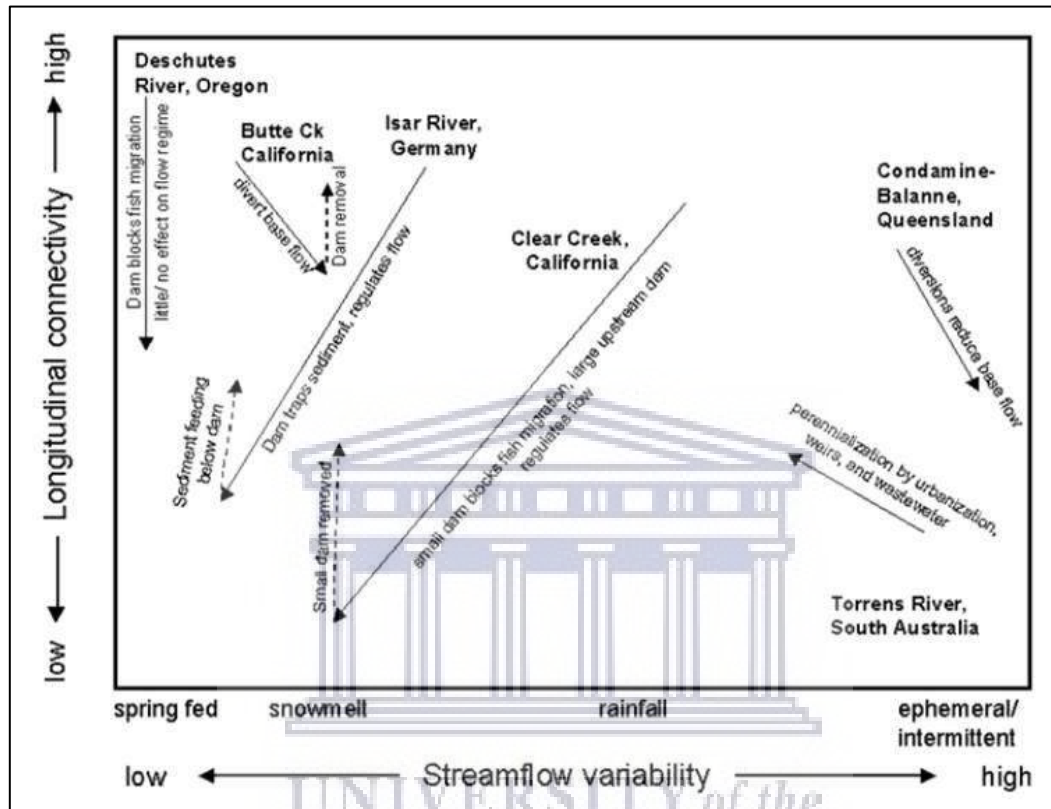 high
Longitudinal connectivity
low
Deschutes
River, Oregon
Dam blocks fish migration
little/ no effect on flow regime
Butte Ck
California
divert base flow
Dam removal
Isar River,
Germany
Dam traps sediment, regulates flow
Sediment feeding
below dam
Clear Creek,
California
small dam blocks fish migration, large upstream dam
regulates flow
Small dam removed
Condamine-
Balanne,
Queensland
diversions reduce base flow
perennialization by urbanization,
weirs, and wastewater
Torrens River,
South Australia
spring fed
snowmelt
rainfall
ephemeral/
intermittent
low
Streamflow variability
high
UNIVERSITY of the